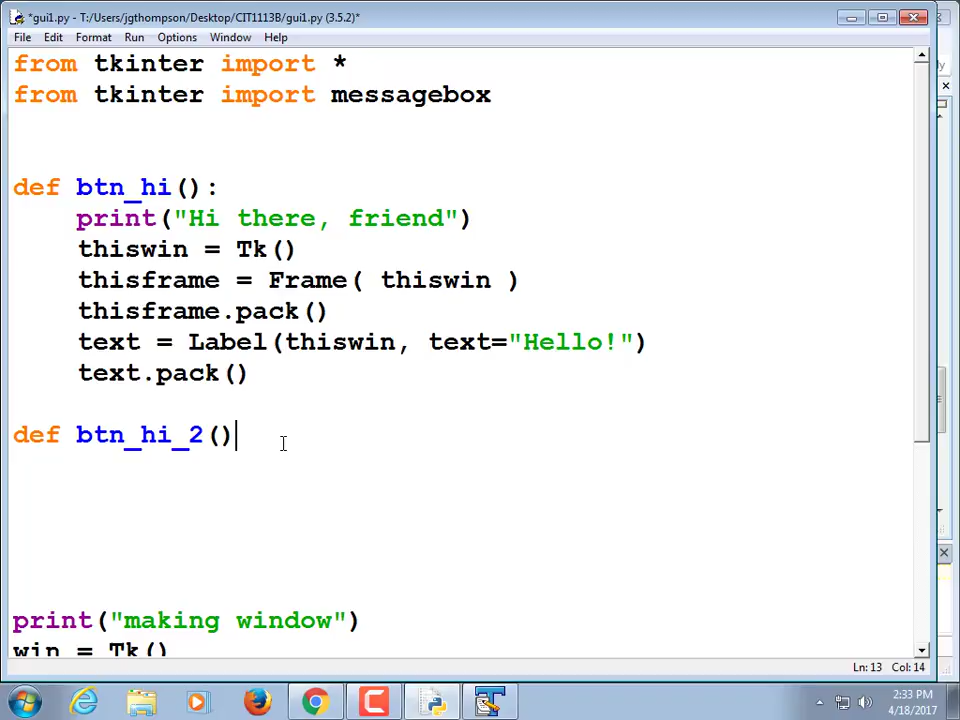 *gui1.py - T:/Users/jgthompson/Desktop/CIT1113B/gui1.py (3.5.2)*
File Edit Format Run Options Window Help
from tkinter import *
from tkinter import messagebox
def btn_hi():
    print("Hi there, friend")
    thiswin = Tk()
    thisframe = Frame( thiswin )
    thisframe.pack()
    text = Label(thiswin, text="Hello!")
    text.pack()
def btn_hi_2()
print("making window")
win = Tk()
Ln: 13 Col: 14
2:33 PM
4/18/2017